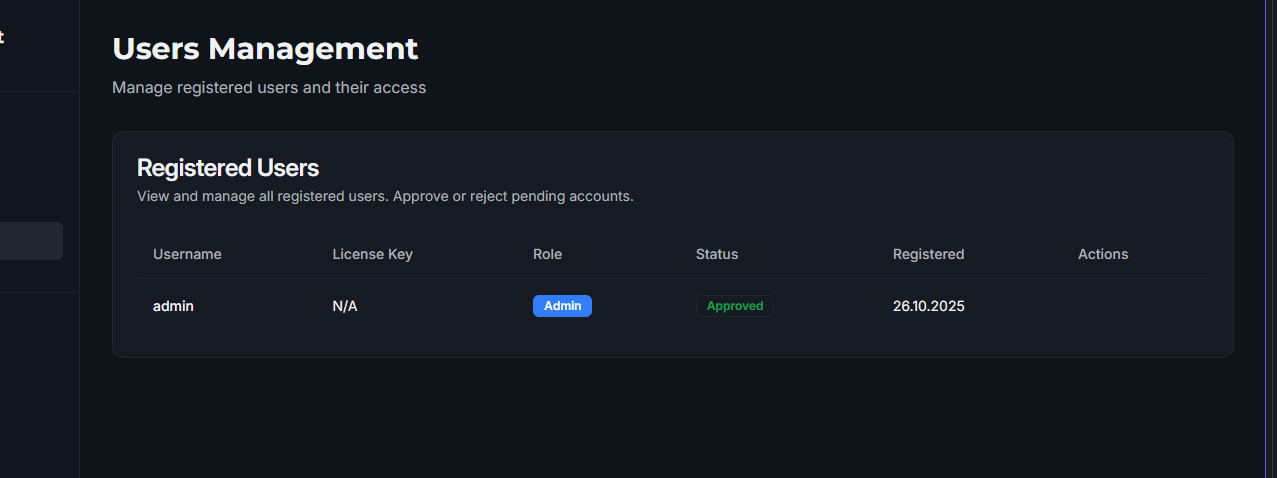 t
Users Management
Manage registered users and their access
Registered Users
View and manage all registered users. Approve or reject pending accounts.
Username License Key Role Status Registered Actions
admin N/A Admin Approved 26.10.2025